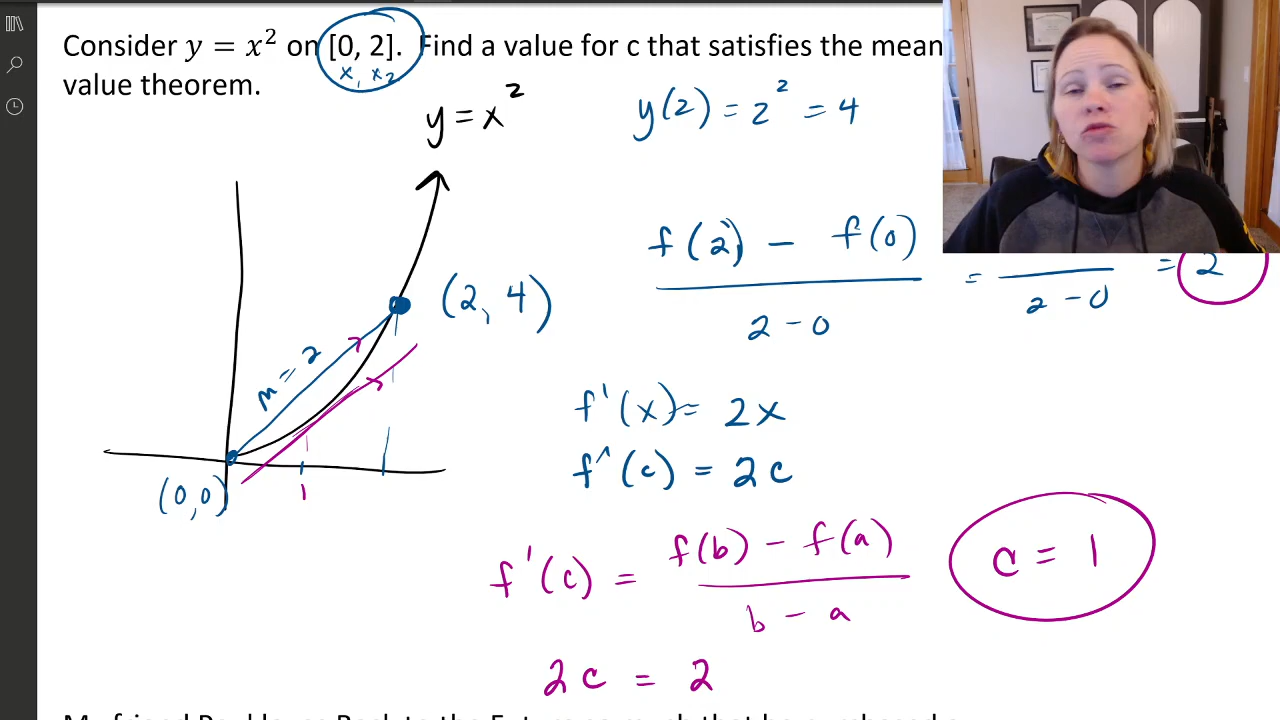 Consider y = x² on [0, 2]. Find a value for c that satisfies the mean
value theorem.
x, x₂
y = x²
y(2) = 2² = 4
f(2) - f(0)
2 - 0
=
2 - 0
= 2
(2, 4)
m = 2
f'(x) = 2x
f'(c) = 2c
(0,0)
1
f'(c) = f(b) - f(a)
b - a
c = 1
2c = 2